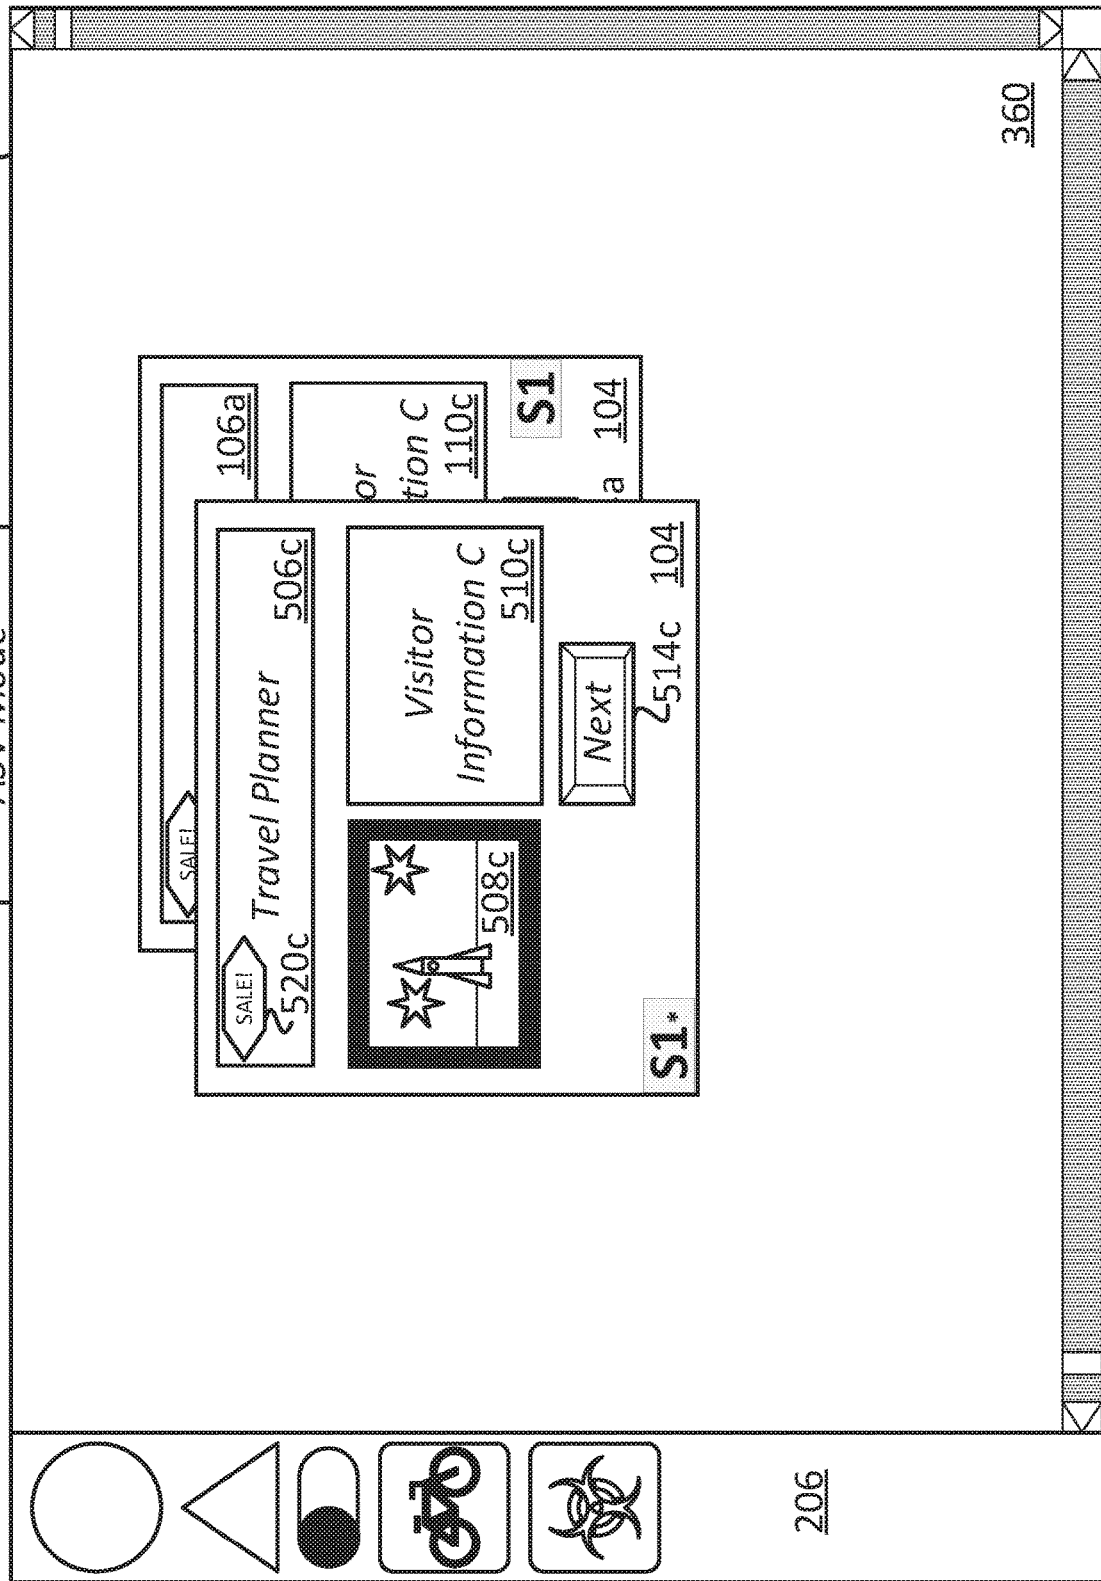 SALE!
106a
or
tion C
110c
S1
a
104
SALE!
520c
Travel Planner
506c
508c
Visitor
Information C
510c
Next
514c
104
S1*
360
206